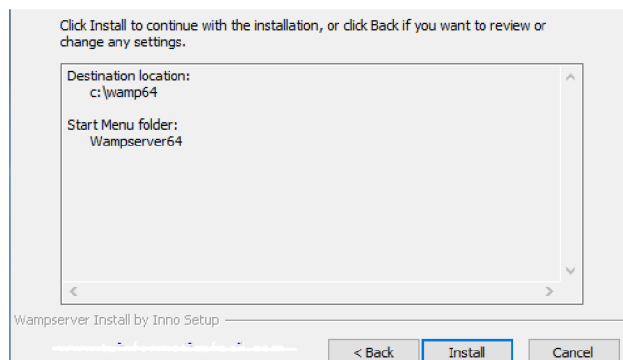 Click Install to continue with the installation, or click Back if you want to review or
change any settings.
Destination location:
c:\wamp64
Start Menu folder:
Wampserver64
Wampserver Install by Inno Setup
< Back
Install
Cancel